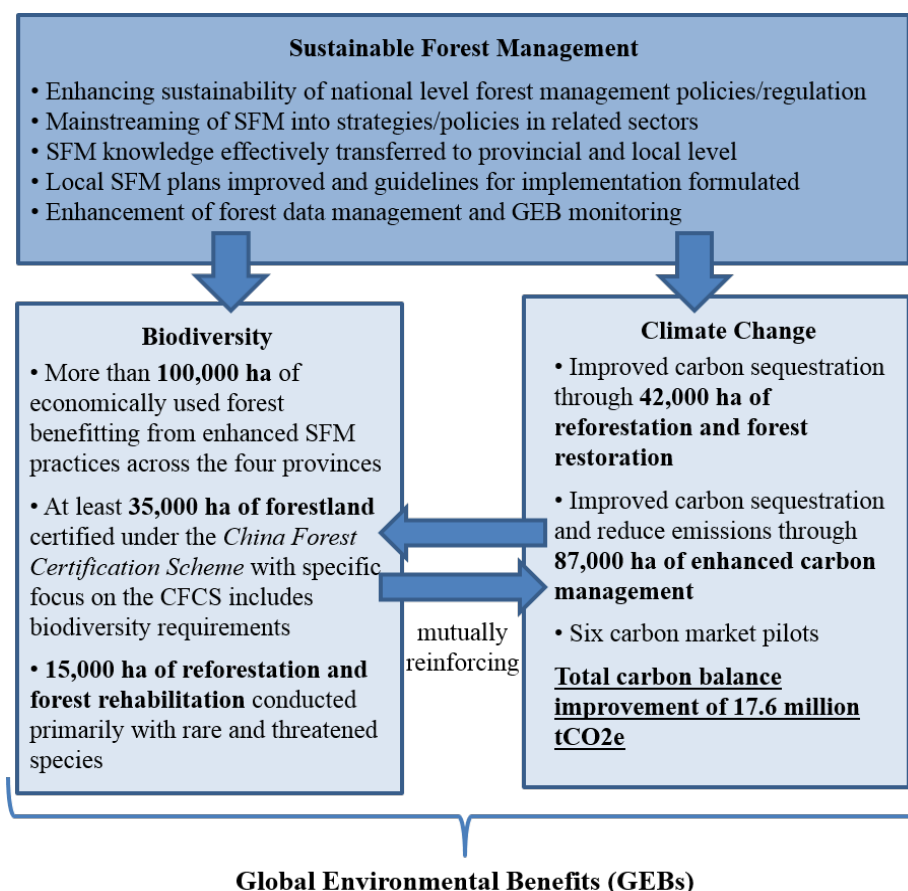 Sustainable Forest Management
• Enhancing sustainability of national level forest management policies/regulation
• Mainstreaming of SFM into strategies/policies in related sectors
• SFM knowledge effectively transferred to provincial and local level
• Local SFM plans improved and guidelines for implementation formulated
• Enhancement of forest data management and GEB monitoring
Biodiversity
• More than 100,000 ha of
economically used forest
benefitting from enhanced SFM
practices across the four provinces
• At least 35,000 ha of forestland
certified under the China Forest
Certification Scheme with specific
focus on the CFCS includes
biodiversity requirements
• 15,000 ha of reforestation and
forest rehabilitation conducted
primarily with rare and threatened
species
mutually
reinforcing
Climate Change
• Improved carbon sequestration
through 42,000 ha of
reforestation and forest
restoration
• Improved carbon sequestration
and reduce emissions through
87,000 ha of enhanced carbon
management
• Six carbon market pilots
Total carbon balance
improvement of 17.6 million
tCO2e
Global Environmental Benefits (GEBs)